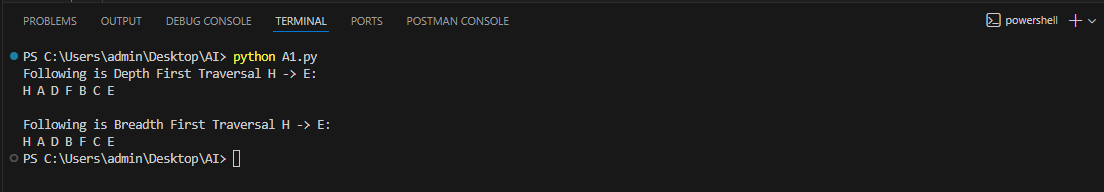 PROBLEMS OUTPUT DEBUG CONSOLE TERMINAL PORTS POSTMAN CONSOLE powershell
PS C:\Users\admin\Desktop\AI> python A1.py
Following is Depth First Traversal H -> E:
H A D F B C E
Following is Breadth First Traversal H -> E:
H A D B F C E
PS C:\Users\admin\Desktop\AI>